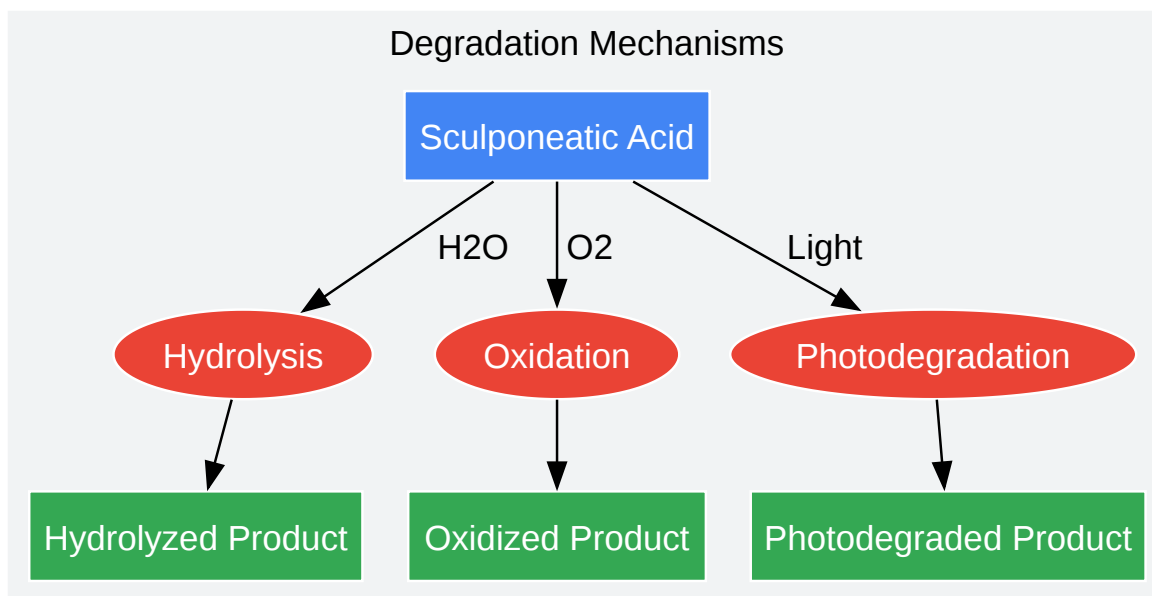 Degradation Mechanisms
Sculponeatic Acid
H2O
O2
Light
Hydrolysis
Oxidation
Photodegradation
Hydrolyzed Product
Oxidized Product
Photodegraded Product